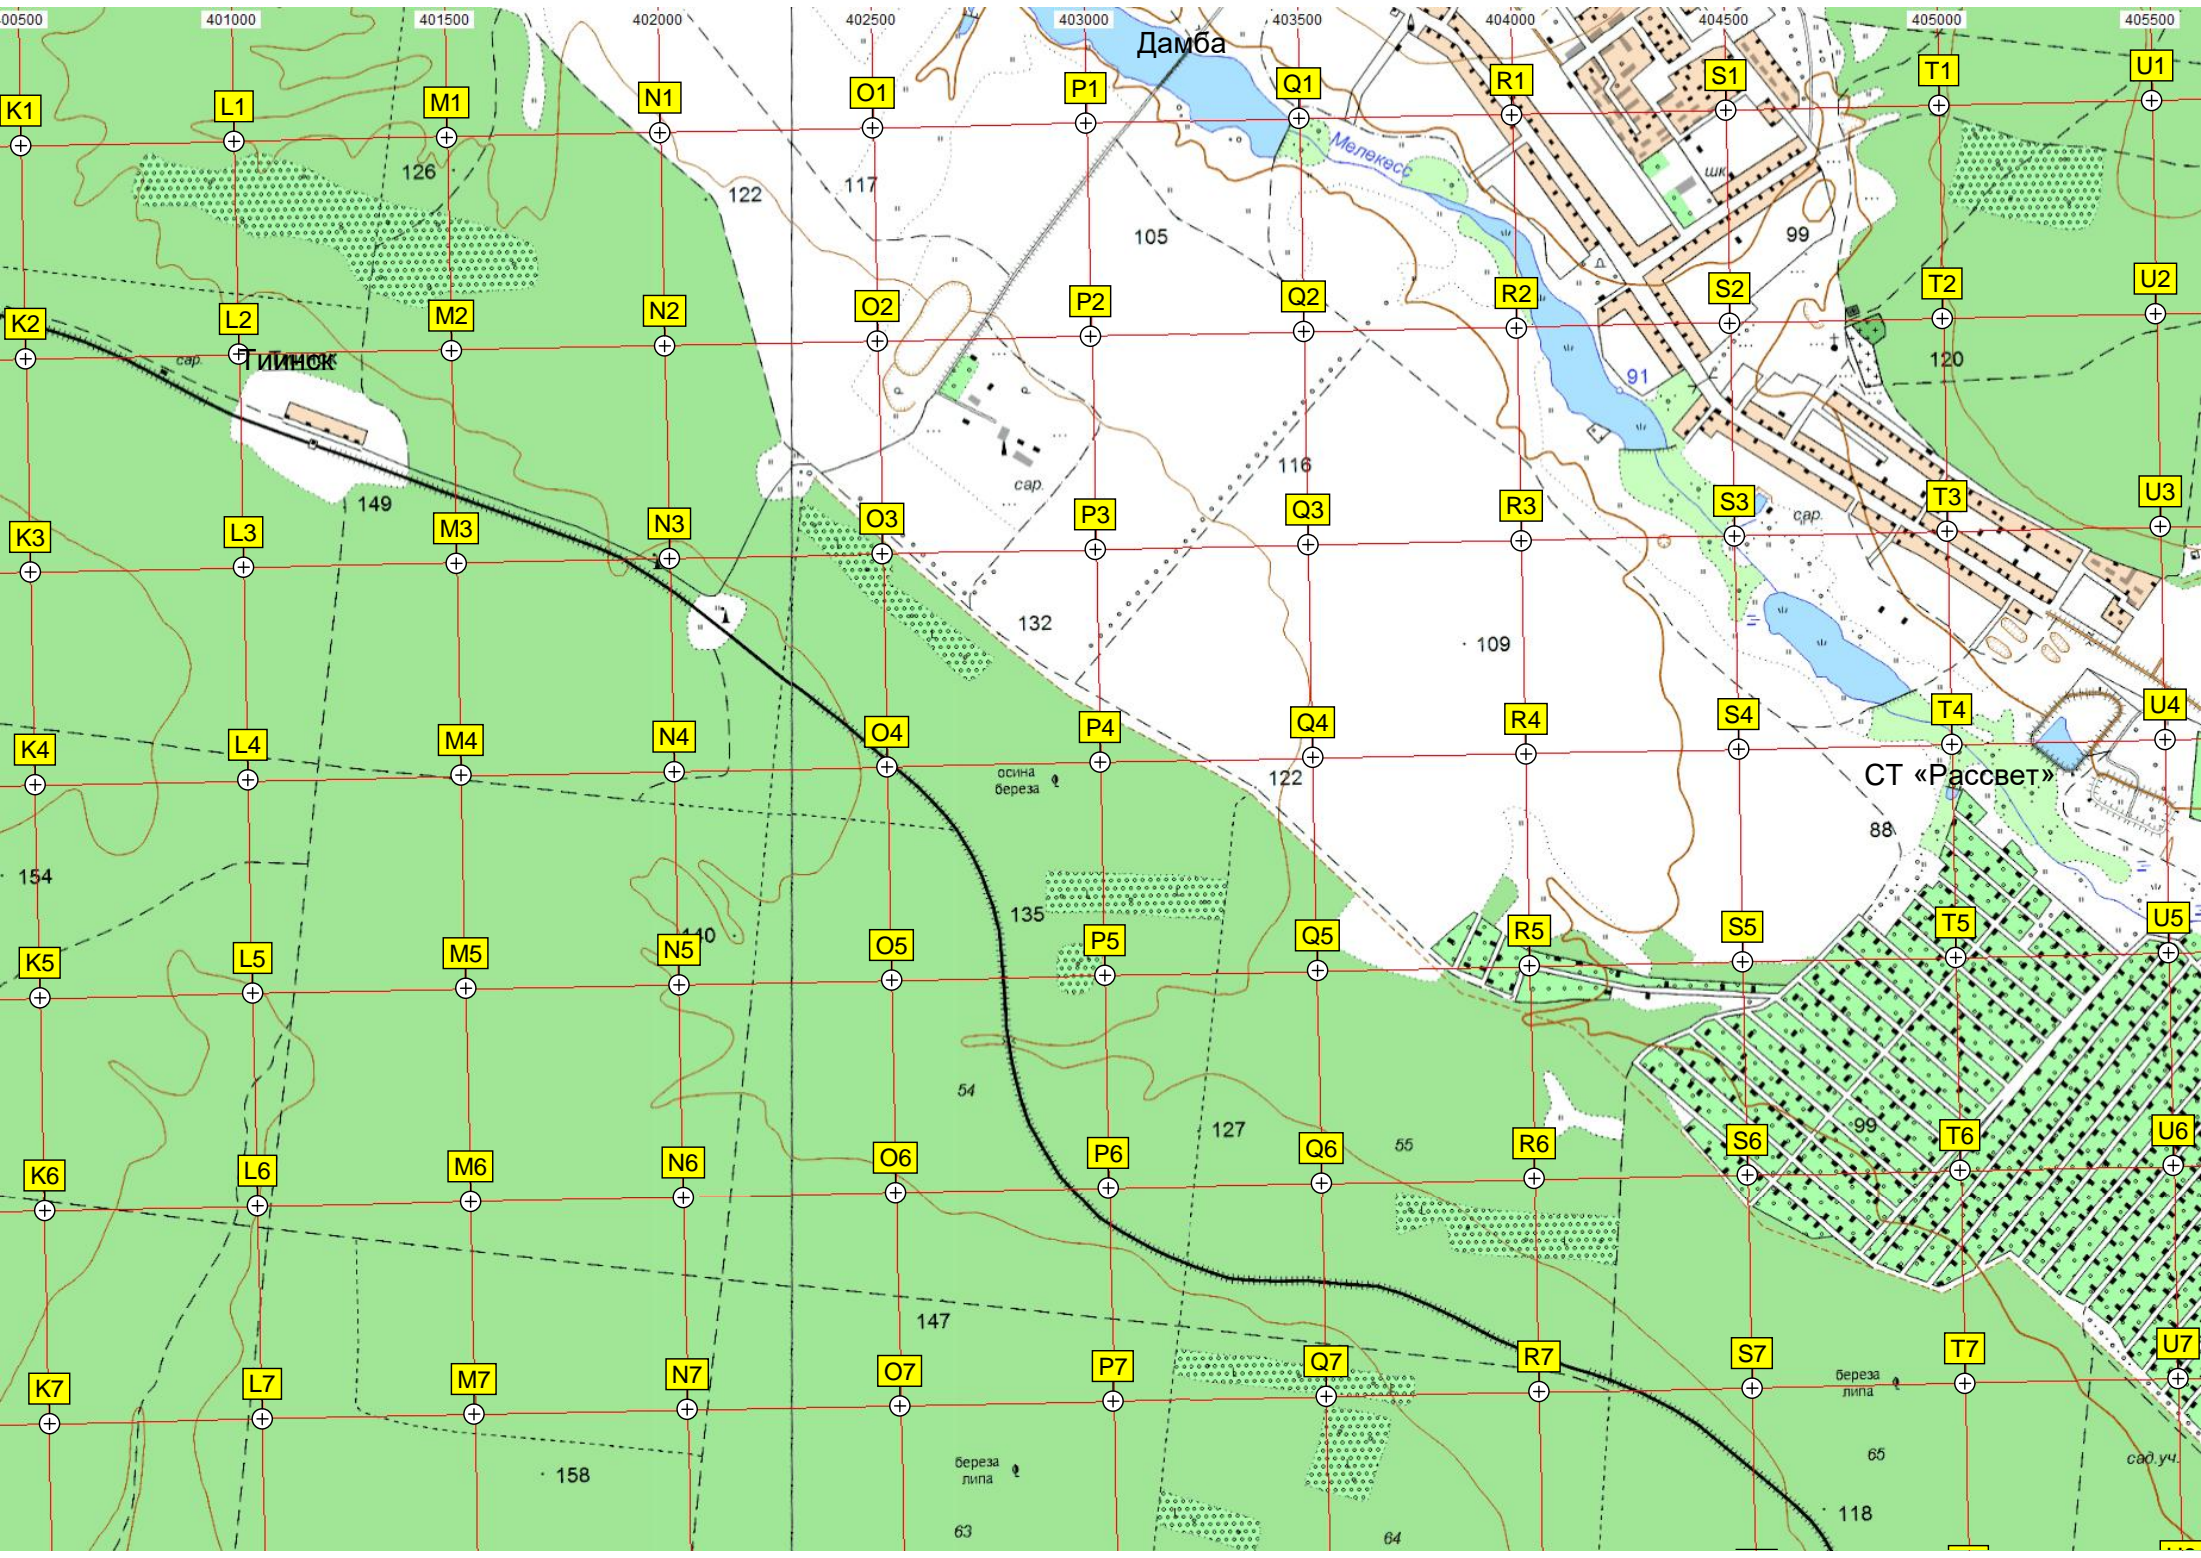 00500 401000 401500 402000 402500 403000 403500 404000 404500 405000 405500
Дамба
K1 L1 M1 N1 O1 P1 Q1 R1 S1 T1 U1
Мелекесс
126 122 117 105 шк. 99
K2 L2 M2 N2 O2 P2 Q2 R2 S2 T2 U2
сар. Тиинск 91 120
149 116 сар. сар.
K3 L3 M3 N3 O3 P3 Q3 R3 S3 T3 U3
132 109
K4 L4 M4 N4 O4 P4 Q4 R4 S4 T4 U4
осина
береза
122 СТ «Рассвет»
154 135 88
140
K5 L5 M5 N5 O5 P5 Q5 R5 S5 T5 U5
54 127 55 99
K6 L6 M6 N6 O6 P6 Q6 R6 S6 T6 U6
147
K7 L7 M7 N7 O7 P7 Q7 R7 S7 T7 U7
береза
липа
158 65 сад.уч.
береза
липа
63 64 118